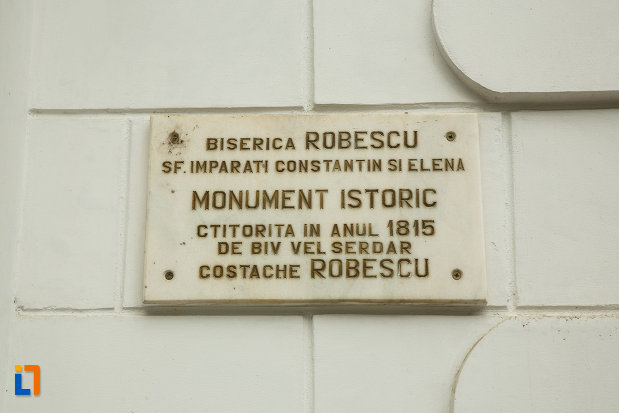 BISERICA ROBESCU
SF. IMPARATI CONSTANTIN SI ELENA
MONUMENT ISTORIC
CTITORITA IN ANUL 1815
DE BIV VEL SERDAR
COSTACHE ROBESCU